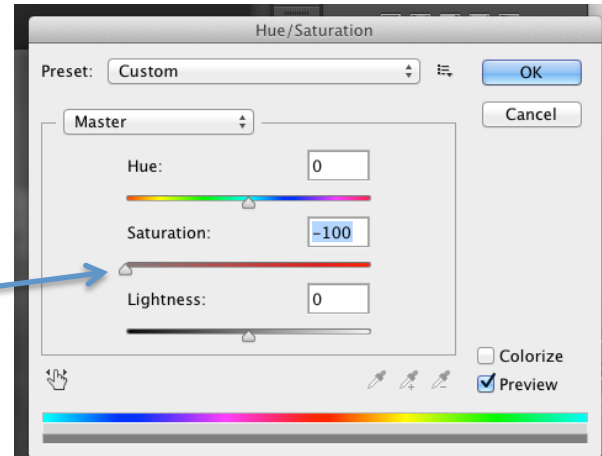 Hue/Saturation
Preset: Custom
OK
Master
Cancel
Hue: 0
Saturation: -100
Lightness: 0
Colorize
Preview